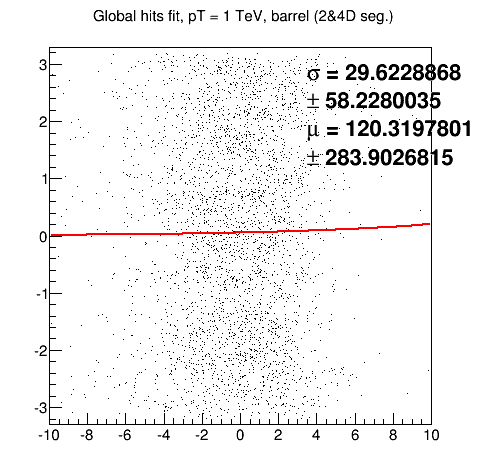 Global hits fit, pT = 1 TeV, barrel (2&4D seg.)
σ = 29.6228868
± 58.2280035
μ = 120.3197801
± 283.9026815
3
2
1
0
-1
-2
-3
-10 -8 -6 -4 -2 0 2 4 6 8 10